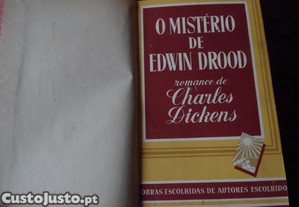 O MISTÉRIO
DE
EDWIN DROOD
romance de
Charles
Dickens
OBRAS ESCOLHIDAS DE AUTORES ESCOLHIDOS
CustoJusto.pt